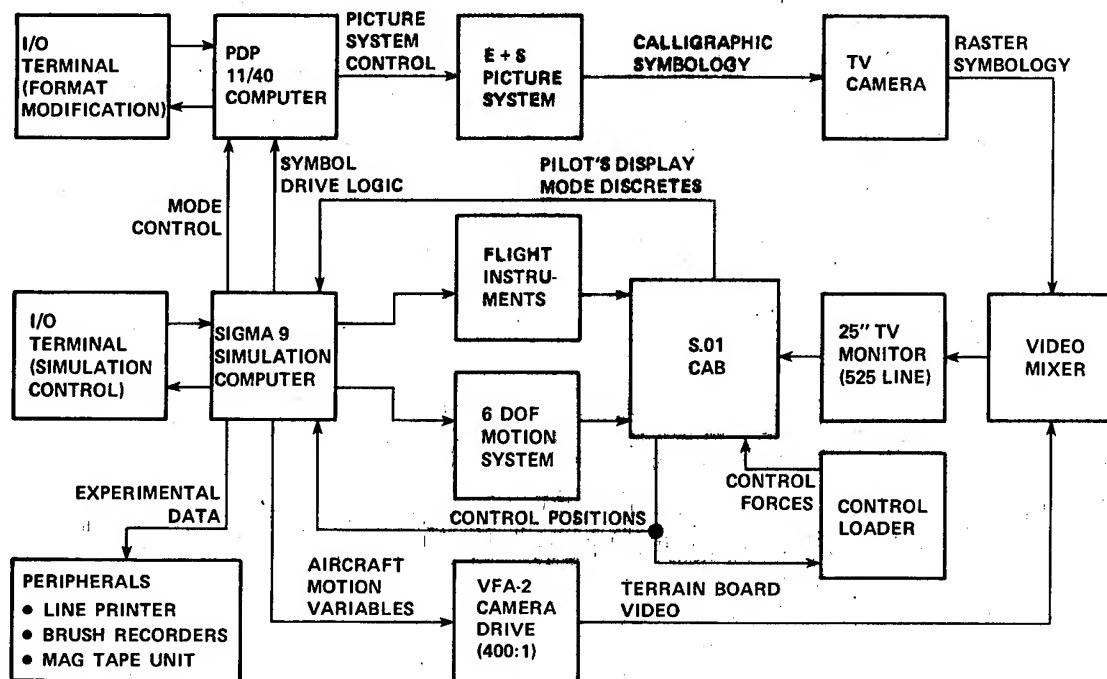 I/O
TERMINAL
(FORMAT
MODIFICATION)
PDP
11/40
COMPUTER
PICTURE
SYSTEM
CONTROL
E + S
PICTURE
SYSTEM
CALLIGRAPHIC
SYMBOLOGY
TV
CAMERA
RASTER
SYMBOLOGY
MODE
CONTROL
SYMBOL
DRIVE LOGIC
PILOT'S DISPLAY
MODE DISCRETES
I/O
TERMINAL
(SIMULATION
CONTROL)
SIGMA 9
SIMULATION
COMPUTER
FLIGHT
INSTRU-
MENTS
6 DOF
MOTION
SYSTEM
S.01
CAB
25" TV
MONITOR
(525 LINE)
VIDEO
MIXER
CONTROL
FORCES
CONTROL
LOADER
EXPERIMENTAL
DATA
CONTROL POSITIONS
PERIPHERALS
● LINE PRINTER
● BRUSH RECORDERS
● MAG TAPE UNIT
AIRCRAFT
MOTION
VARIABLES
VFA-2
CAMERA
DRIVE
(400:1)
TERRAIN BOARD
VIDEO